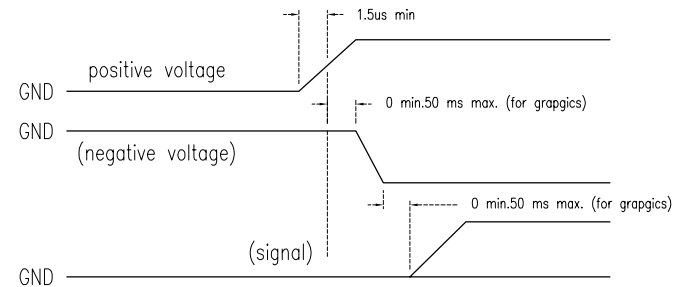 1.5us min
positive voltage
GND
0 min.50 ms max. (for grapgics)
GND
(negative voltage)
0 min.50 ms max. (for grapgics)
(signal)
GND